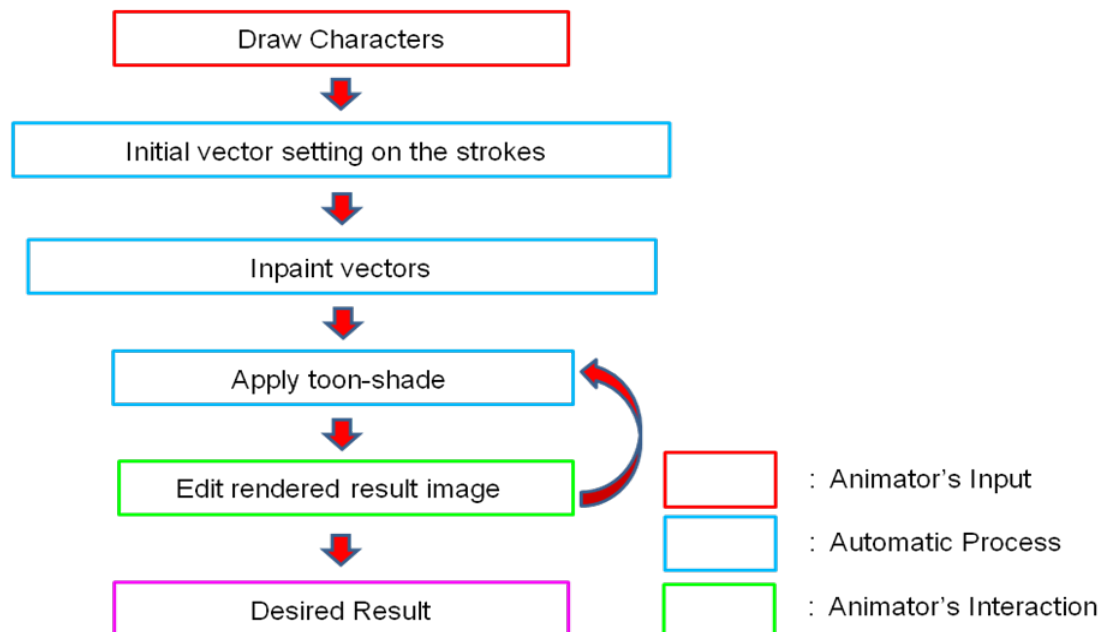 Draw Characters
Initial vector setting on the strokes
Inpaint vectors
Apply toon-shade
Edit rendered result image
Desired Result
: Animator's Input
: Automatic Process
: Animator's Interaction